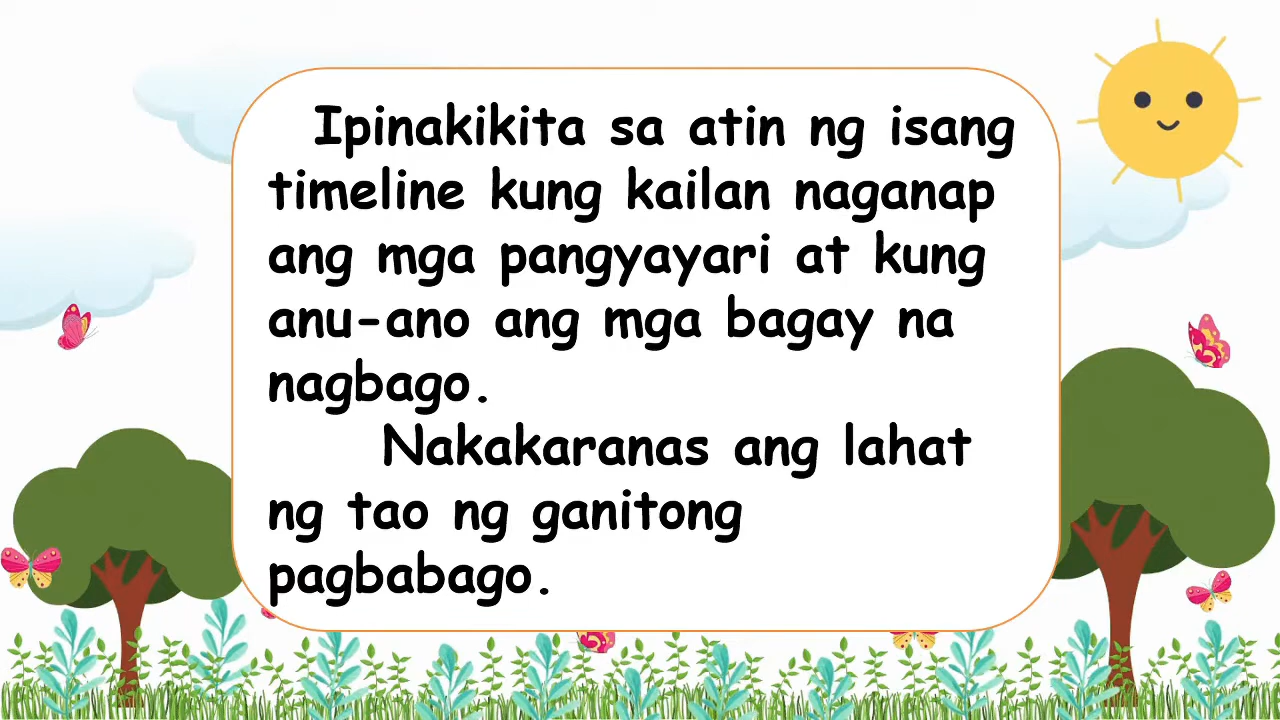 Ipinakikita sa atin ng isang
timeline kung kailan naganap
ang mga pangyayari at kung
anu-ano ang mga bagay na
nagbago.
Nakakaranas ang lahat
ng tao ng ganitong
pagbabago.